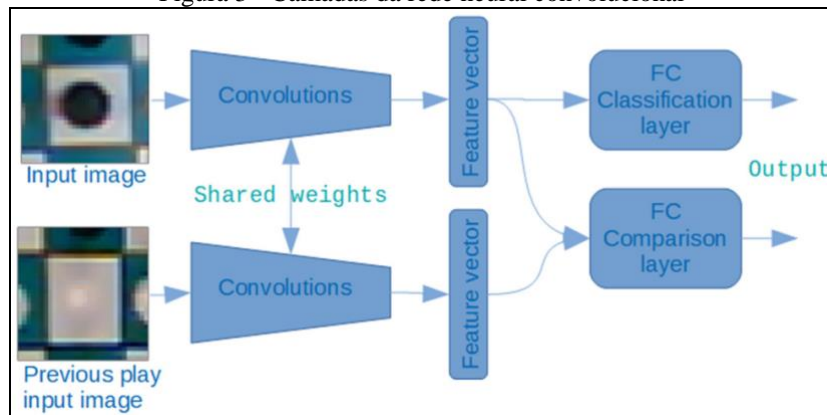 Convolutions
Feature vector
FC
Classification
layer
Input image
Shared weights
Output
Convolutions
Feature vector
FC
Comparison
layer
Previous play
input image